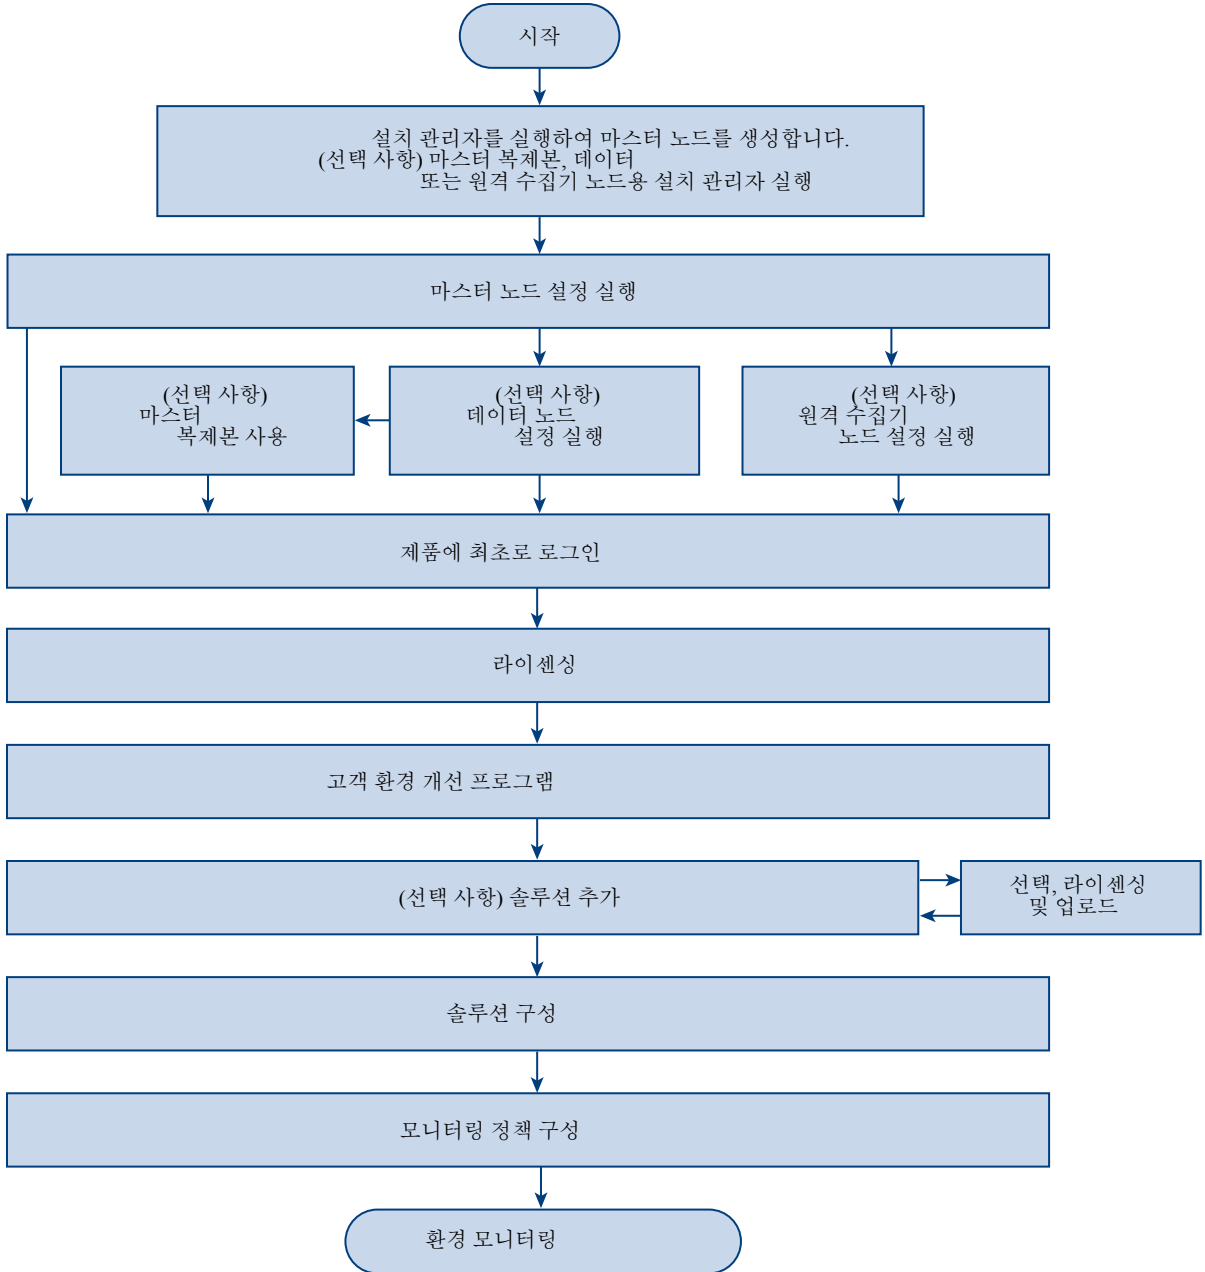 시작
설치 관리자를 실행하여 마스터 노드를 생성합니다.
(선택 사항) 마스터 복제본, 데이터
또는 원격 수집기 노드용 설치 관리자 실행
마스터 노드 설정 실행
(선택 사항)
마스터
복제본 사용
(선택 사항)
데이터 노드
설정 실행
(선택 사항)
원격 수집기
노드 설정 실행
제품에 최초로 로그인
라이센싱
고객 환경 개선 프로그램
(선택 사항) 솔루션 추가
선택, 라이센싱
및 업로드
솔루션 구성
모니터링 정책 구성
환경 모니터링